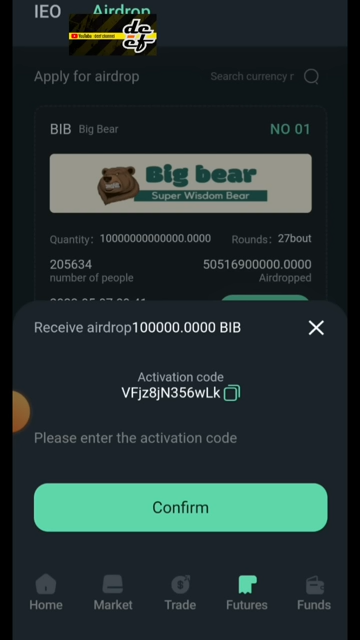 IEO Airdrop
YouTube
Apply for airdrop
Search currency r
BIB Big Bear
NO 01
Big bear
Super Wisdom Bear
Quantity: 10000000000000.0000
Rounds: 27bout
205634
50516900000.0000
number of people
Airdropped
Receive airdrop100000.0000 BIB
Activation code
VFjz8jN356wLk
Please enter the activation code
Confirm
Home
Market
Trade
Futures
Funds